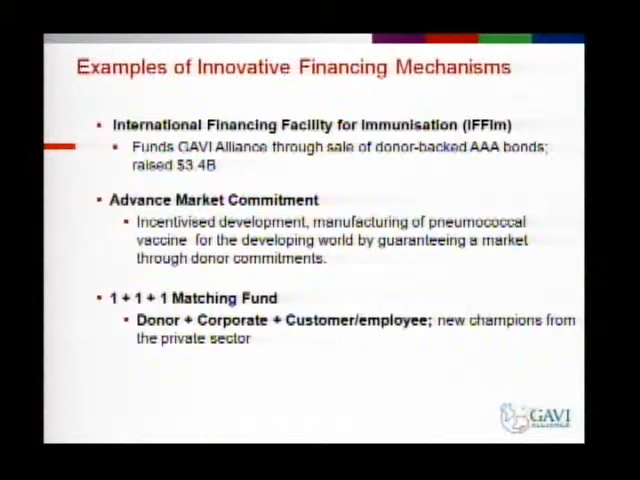 Examples of Innovative Financing Mechanisms
▪ International Financing Facility for Immunisation (IFFIm)
▪ Funds GAVI Alliance through sale of donor-backed AAA bonds;
raised $3.4B
▪ Advance Market Commitment
▪ Incentivised development, manufacturing of pneumococcal
vaccine for the developing world by guaranteeing a market
through donor commitments.
▪ 1 + 1 + 1 Matching Fund
▪ Donor + Corporate + Customer/employee; new champions from
the private sector
GAVI
ALLIANCE